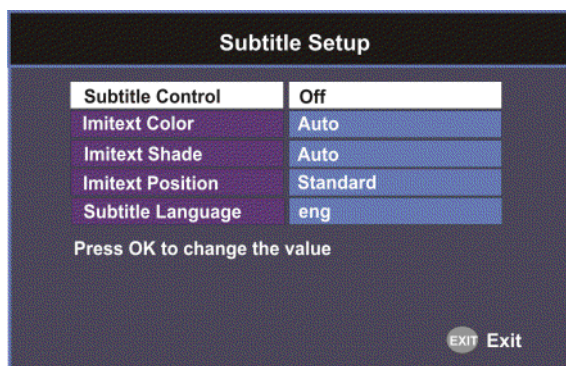 Subtitle Setup
Subtitle Control Off
Imitext Color Auto
Imitext Shade Auto
Imitext Position Standard
Subtitle Language eng
Press OK to change the value
EXIT Exit